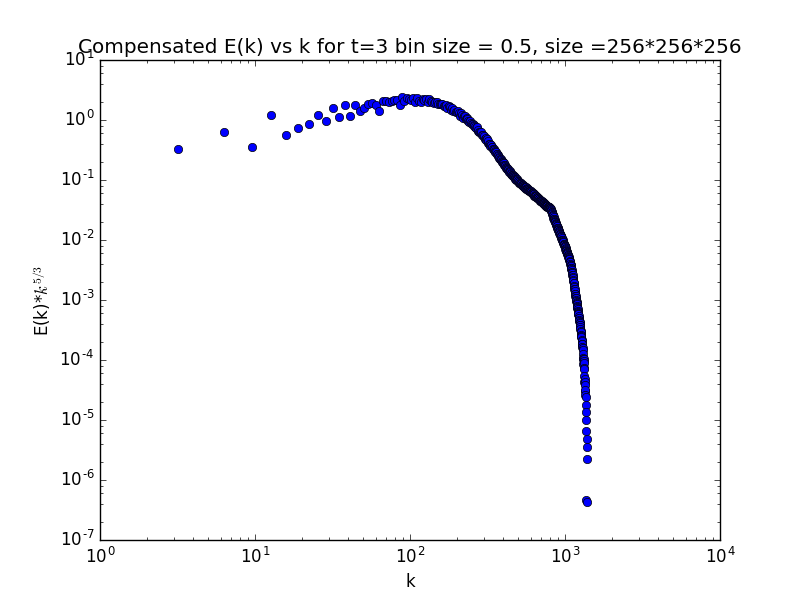 Compensated E(k) vs k for t=3 bin size = 0.5, size =256*256*256
10^1
10^0
10^-1
10^-2
10^-3
10^-4
10^-5
10^-6
10^-7
E(k)*k^5/3
10^0 10^1 10^2 10^3 10^4
k